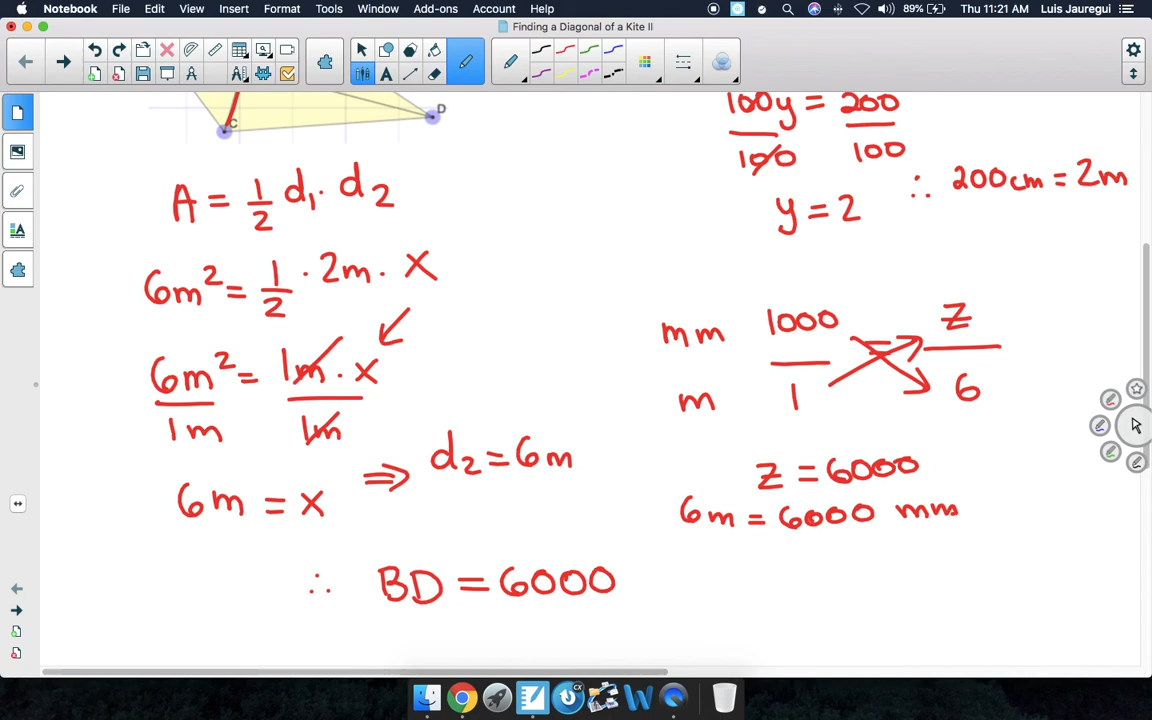 Notebook File Edit View Insert Format Tools Window Add-ons Account Help 89% Thu 11:21 AM Luis Jauregui
Finding a Diagonal of a Kite II
C
D
A = 1/2 d1 · d2
6m² = 1/2 · 2m · x
6m² = 1m · x
1m 1m
6m = x ⇒ d2 = 6m
∴ BD = 6000
100y = 200
100 100
y = 2 ∴ 200cm = 2m
mm 1000 z
m 1 6
z = 6000
6m = 6000 mm